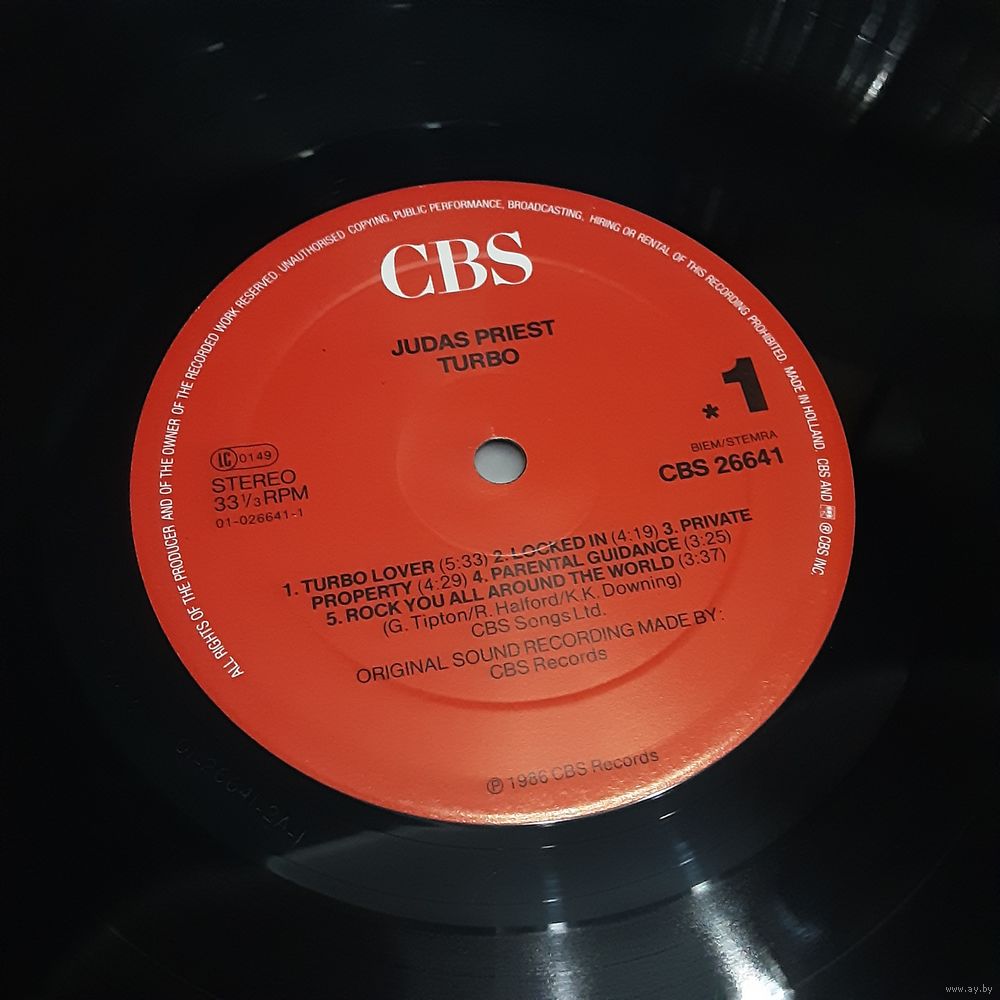 ALL RIGHTS OF THE PRODUCER AND OF THE OWNER OF THE RECORDED WORK RESERVED. UNAUTHORISED COPYING, PUBLIC PERFORMANCE, BROADCASTING, HIRING OR RENTAL OF THIS RECORDING PROHIBITED. MADE IN HOLLAND. CBS AND ® CBS INC.
CBS
JUDAS PRIEST
TURBO
* 1
BIEM/STEMRA
CBS 26641
LC 0149
STEREO
33 1/3 RPM
01-026641-1
1. TURBO LOVER (5:33) 2. LOCKED IN (4:19) 3. PRIVATE
PROPERTY (4:29) 4. PARENTAL GUIDANCE (3:25)
5. ROCK YOU ALL AROUND THE WORLD (3:37)
(G. Tipton/R. Halford/K.K. Downing)
CBS Songs Ltd.
ORIGINAL SOUND RECORDING MADE BY:
CBS Records
℗ 1986 CBS Records
www.ay.by